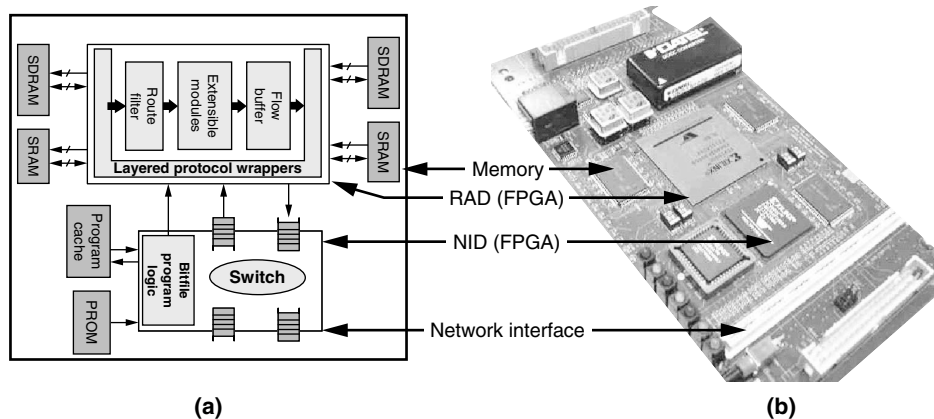 SDRAM
SRAM
Route
filter
Extensible
modules
Flow
buffer
Layered protocol wrappers
SDRAM
SRAM
Program
cache
PROM
Bitfile
program
logic
Switch
Memory
RAD (FPGA)
NID (FPGA)
Network interface
(a)
(b)